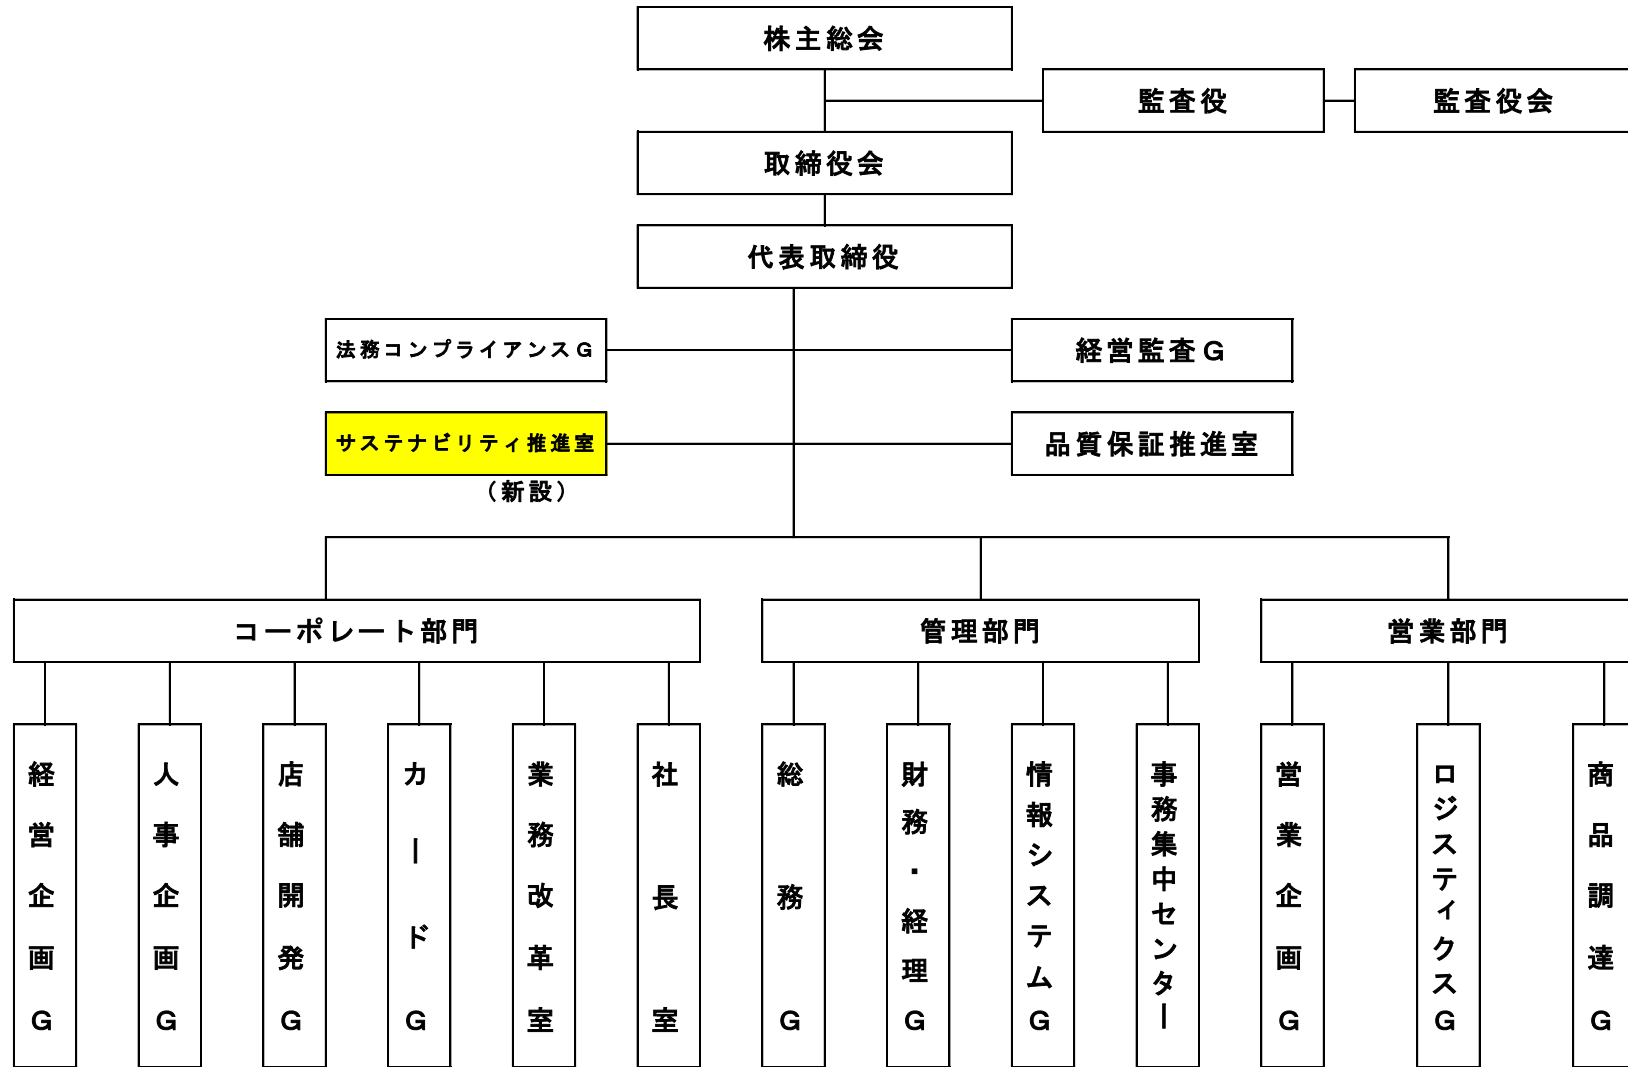 株主総会
監査役
監査役会
取締役会
代表取締役
法務コンプライアンスG
経営監査G
サステナビリティ推進室
品質保証推進室
（新設）
コーポレート部門
管理部門
営業部門
経営企画G
人事企画G
店舗開発G
カードG
業務改革室
社長室
総務G
財務・経理G
情報システムG
事務集中センター
営業企画G
ロジスティクスG
商品調達G